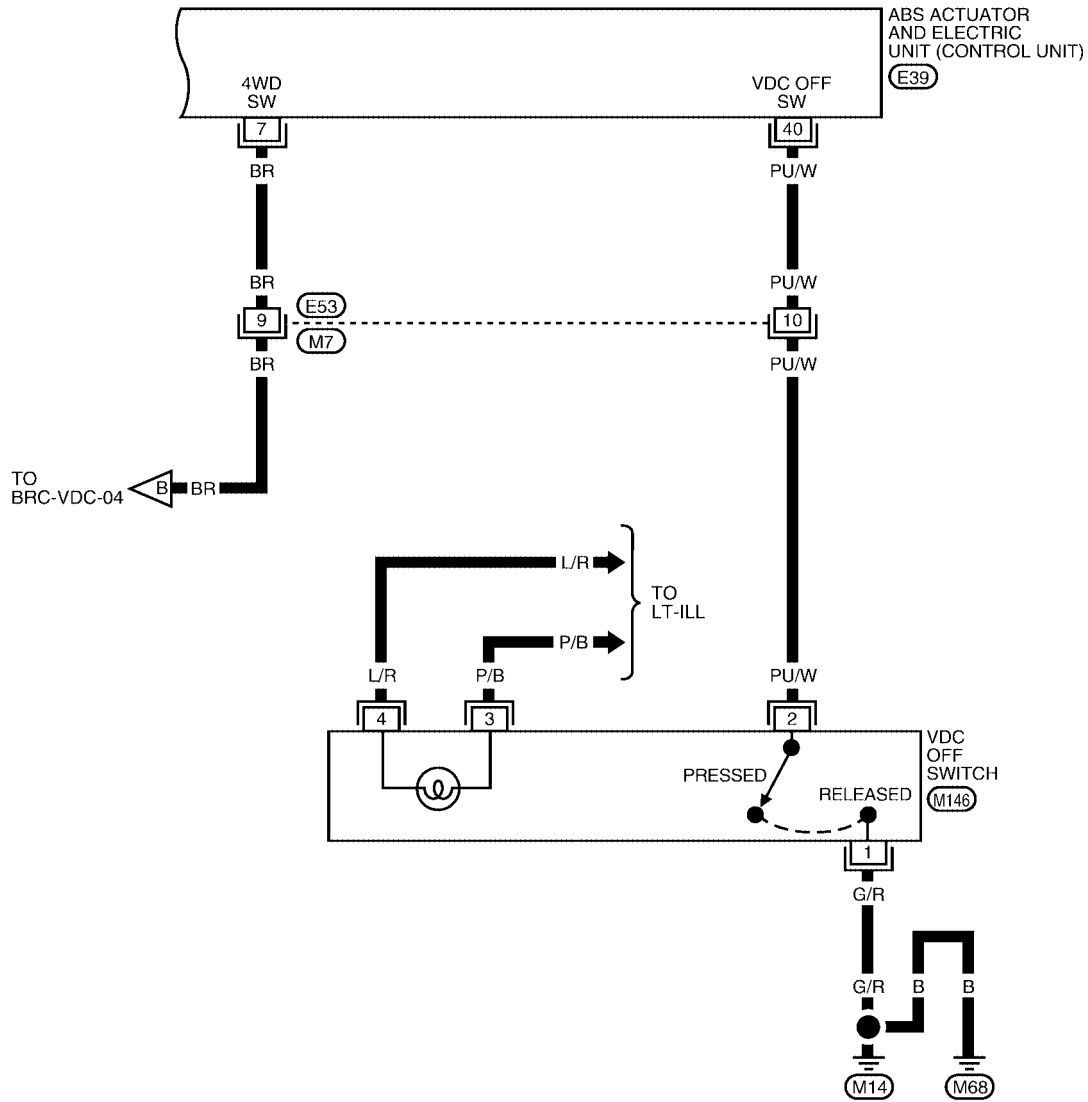 ABS ACTUATOR
AND ELECTRIC
UNIT (CONTROL UNIT)
E39
4WD
SW
VDC OFF
SW
7
40
BR
PU/W
BR
PU/W
9
E53
M7
10
BR
PU/W
TO
BRC-VDC-04
B
BR
L/R
TO
LT-ILL
P/B
L/R
P/B
PU/W
4
3
2
VDC
OFF
SWITCH
M146
PRESSED
RELEASED
1
G/R
G/R
B
B
M14
M68